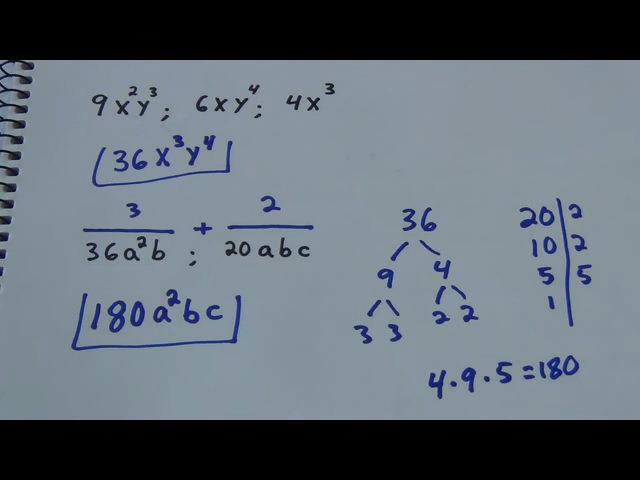 9x²y³; 6xy⁴; 4x³
36x³y⁴
3/36a²b ; + 2/20abc
180a²bc
36
9 4
3 3 2 2
20 | 2
10 | 2
5 | 5
1 |
4·9·5=180